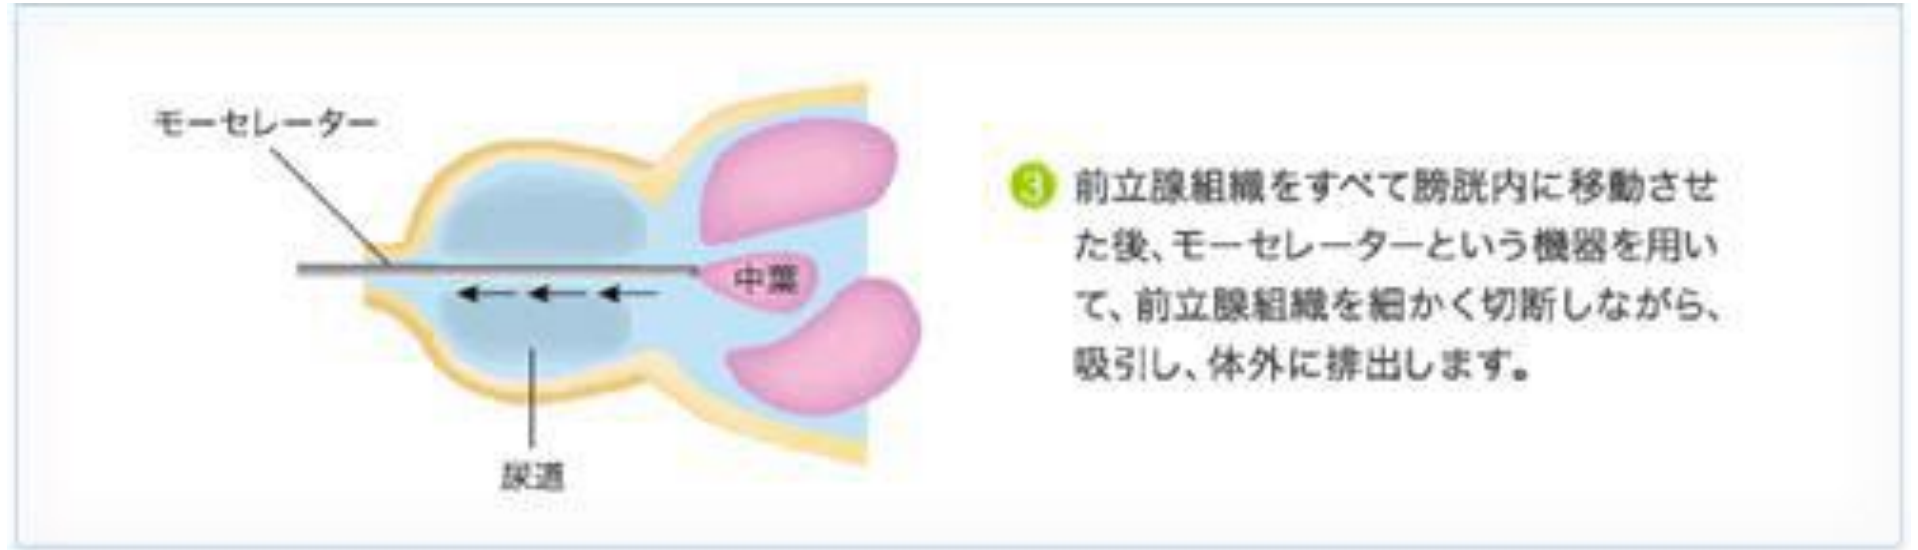 モーセレーター
中葉
尿道
3 前立腺組織をすべて膀胱内に移動させ
た後、モーセレーターという機器を用い
て、前立腺組織を細かく切断しながら、
吸引し、体外に排出します。